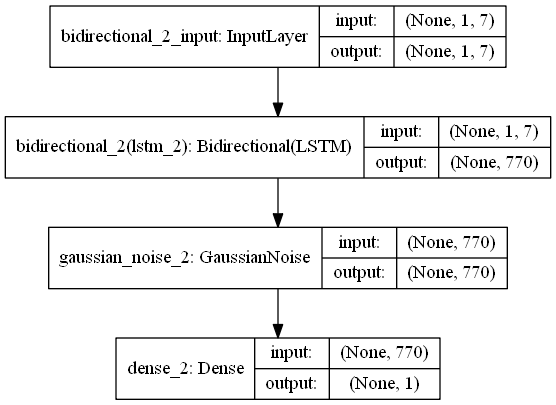 bidirectional_2_input: InputLayer
input: (None, 1, 7)
output: (None, 1, 7)
bidirectional_2(lstm_2): Bidirectional(LSTM)
input: (None, 1, 7)
output: (None, 770)
gaussian_noise_2: GaussianNoise
input: (None, 770)
output: (None, 770)
dense_2: Dense
input: (None, 770)
output: (None, 1)